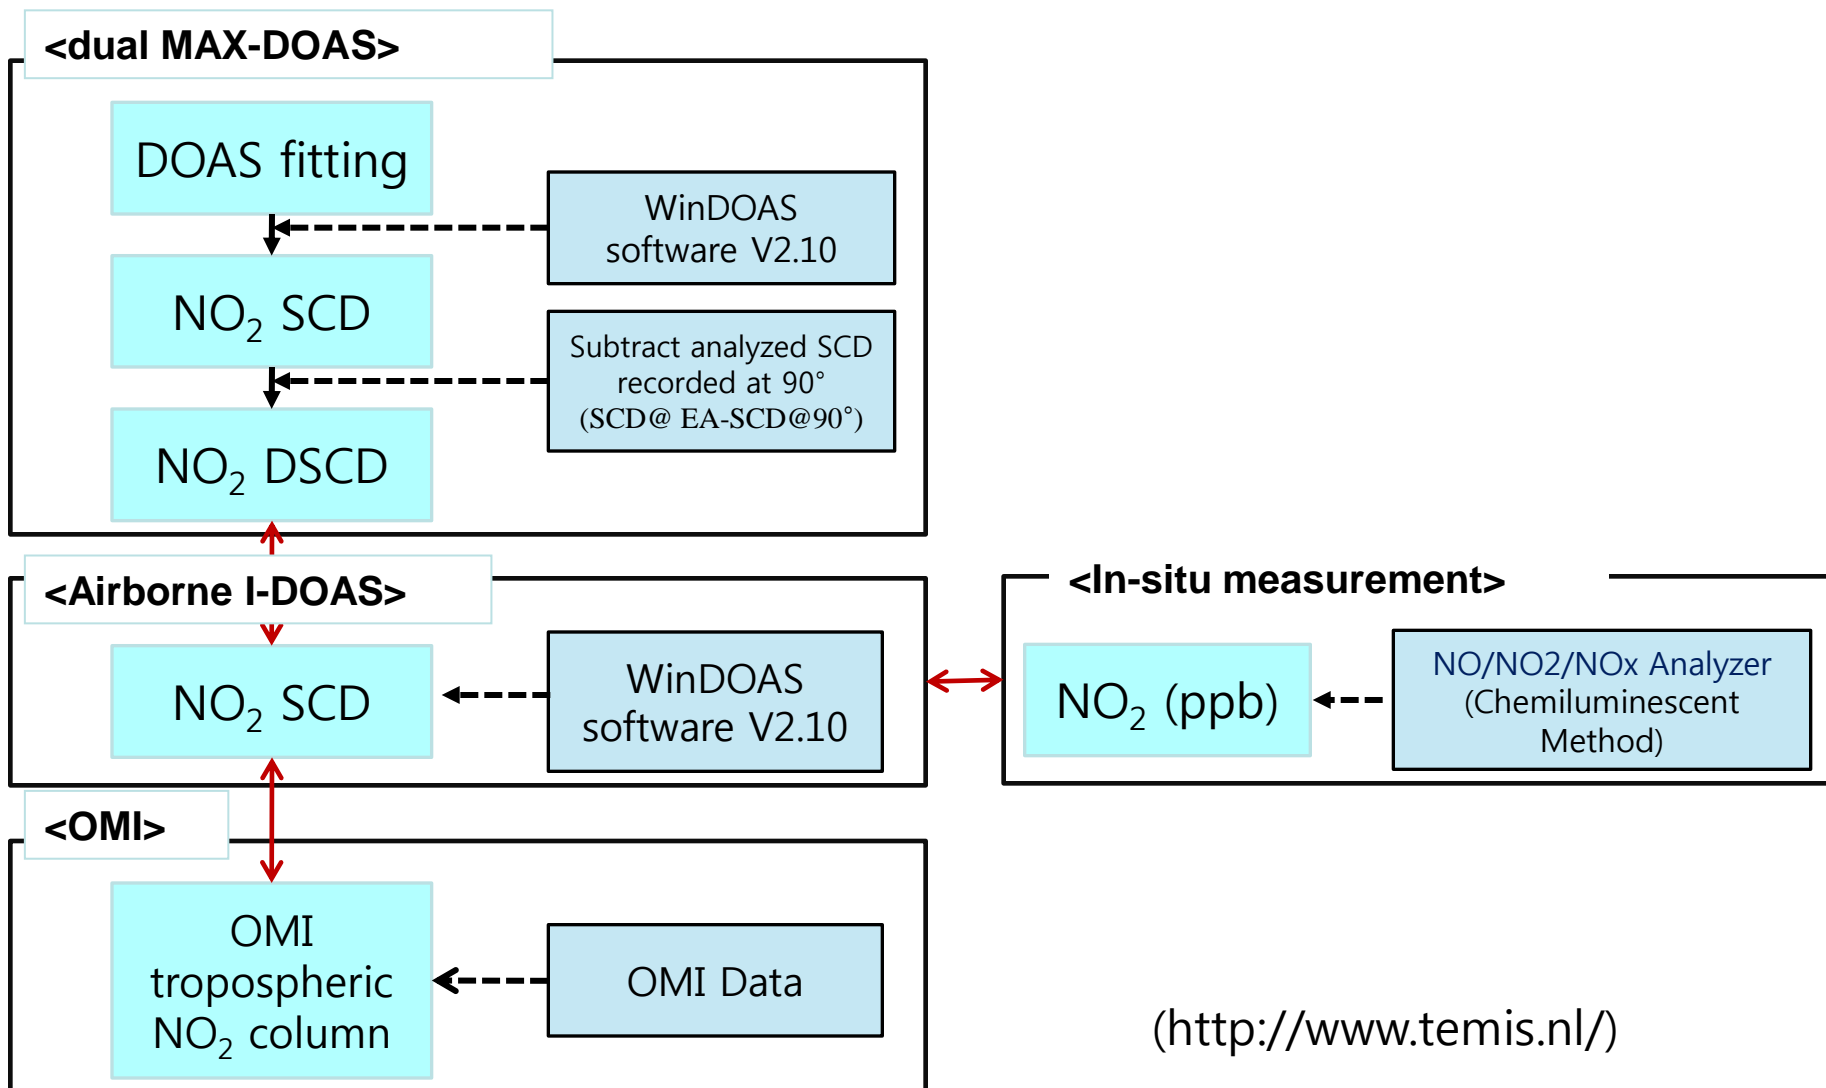 <dual MAX-DOAS>
DOAS fitting
WinDOAS
software V2.10
NO₂ SCD
Subtract analyzed SCD
recorded at 90°
(SCD@ EA-SCD@90°)
NO₂ DSCD
<Airborne I-DOAS>
NO₂ SCD
WinDOAS
software V2.10
<In-situ measurement>
NO₂ (ppb)
NO/NO2/NOx Analyzer
(Chemiluminescent
Method)
<OMI>
OMI
tropospheric
NO₂ column
OMI Data
(http://www.temis.nl/)